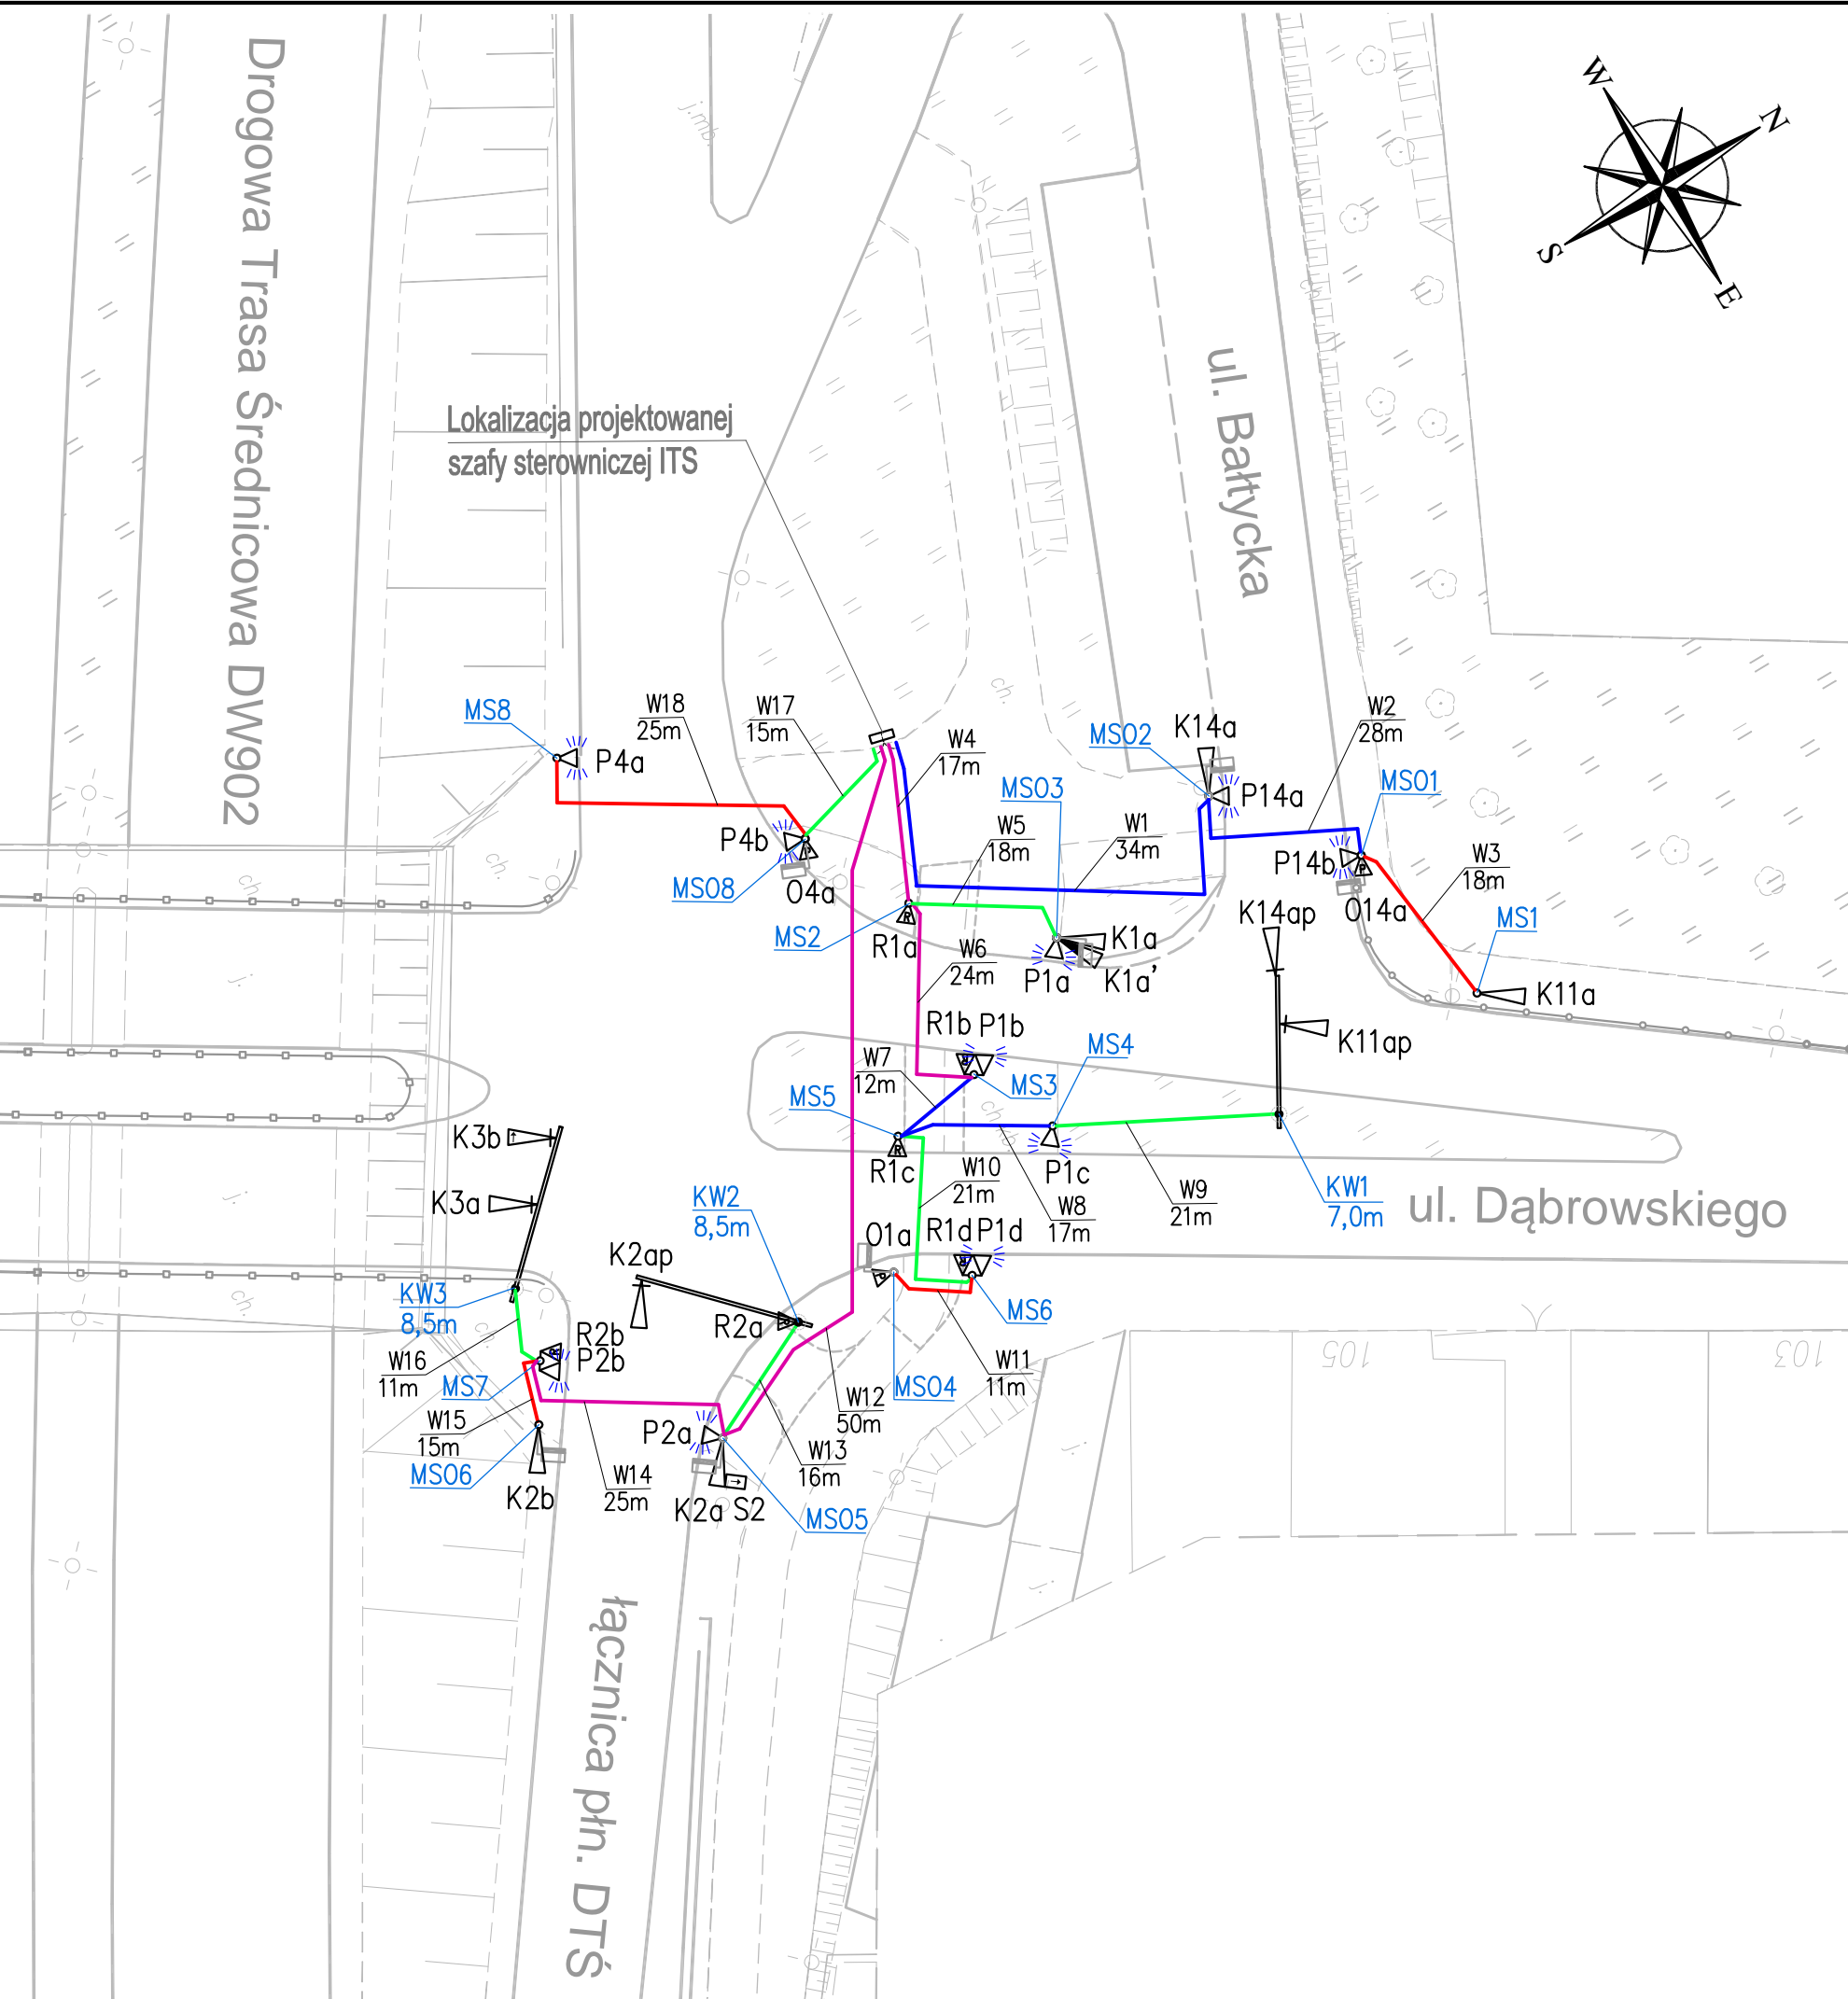 Drogowa Trasa Średnicowa DW902
j.mb.
W
N
S
E
ul. Bałtycka
ch.
Lokalizacja projektowanej
szafy sterowniczej ITS
MS8
P4a
W18
25m
W17
15m
W4
17m
MS03
MS02
K14a
P14a
W2
28m
MS01
P4b
O4a
MS08
W5
18m
W1
34m
P14b
O14a
W3
18m
MS2
R1a
W6
24m
P1a
K1a
K1a'
K14ap
MS1
K11a
K11ap
R1b
P1b
MS4
MS3
W7
12m
MS5
R1c
P1c
W10
21m
W8
17m
W9
21m
KW1
7,0m
ul. Dąbrowskiego
K3b
K3a
KW2
8,5m
O1a
R1d
P1d
K2ap
R2a
KW3
8,5m
R2b
P2b
MS6
MS7
W16
11m
W15
15m
MS06
K2b
W14
25m
P2a
K2a
S2
MS05
W13
16m
W12
50m
MS04
W11
11m
105
103
łącznica płn. DTŚ